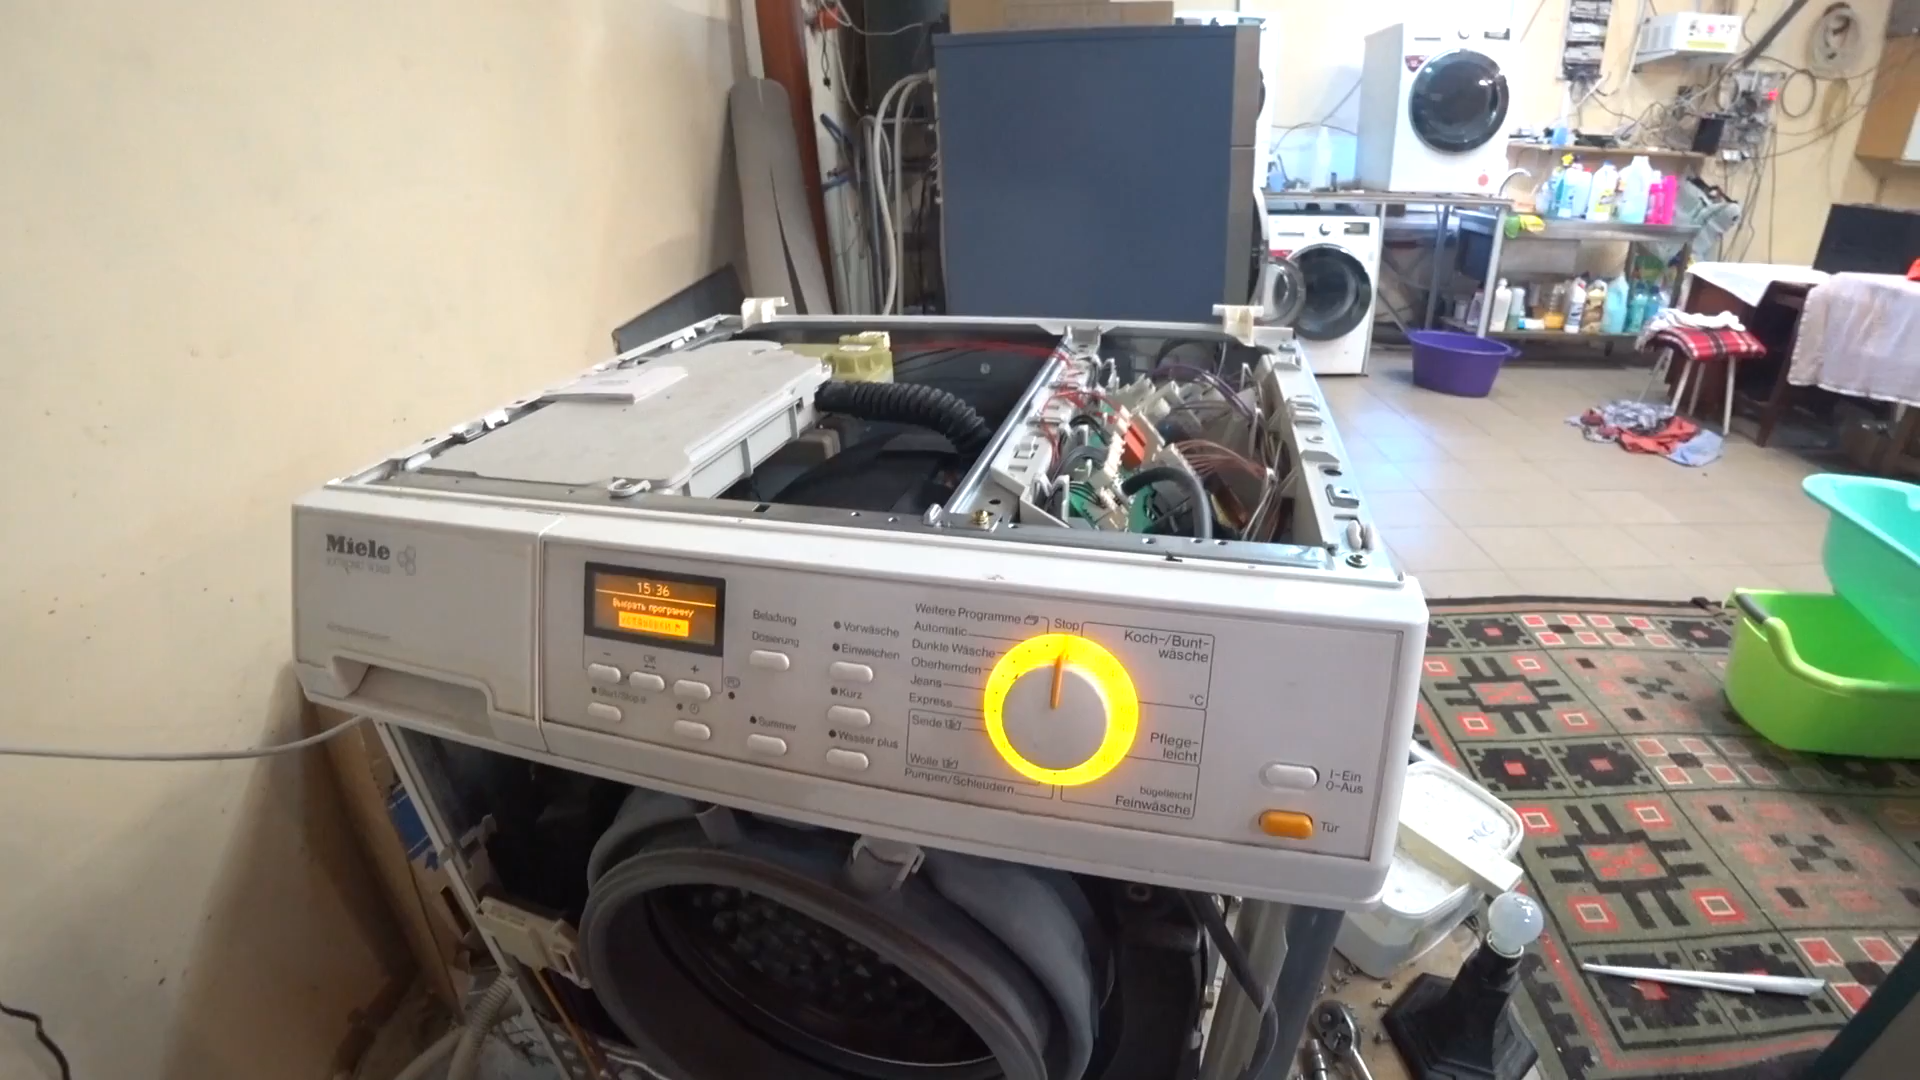 Miele
15:36
Выбрать программу
Beladung
Dosierung
Vorwäsche
Einweichen
Kurz
Wasser plus
Summer
OK
Start/Stop
Weitere Programme
Automatic
Dunkle Wäsche
Oberhemden
Jeans
Express
Seide
Wolle
Pumpen/Schleudern
Stop
Koch-/Bunt-
wäsche
°C
Pflege-
leicht
bügelleicht
Feinwäsche
I-Ein
0-Aus
Tür